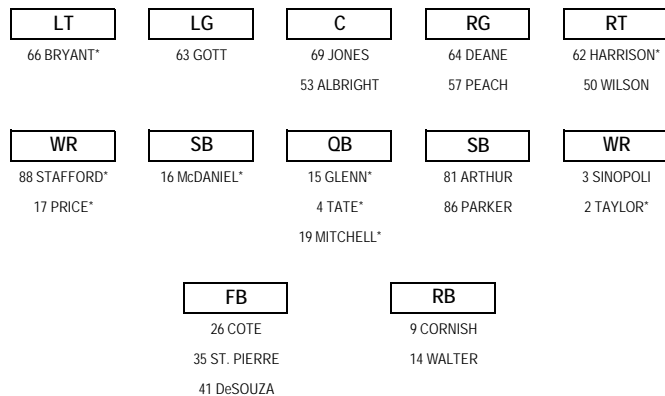 LT LG C RG RT
66 BRYANT* 63 GOTT 69 JONES 64 DEANE 62 HARRISON*
53 ALBRIGHT 57 PEACH 50 WILSON
WR SB QB SB WR
88 STAFFORD* 16 McDANIEL* 15 GLENN* 81 ARTHUR 3 SINOPOLI
17 PRICE* 4 TATE* 86 PARKER 2 TAYLOR*
19 MITCHELL*
FB RB
26 COTE 9 CORNISH
35 ST. PIERRE 14 WALTER
41 DeSOUZA